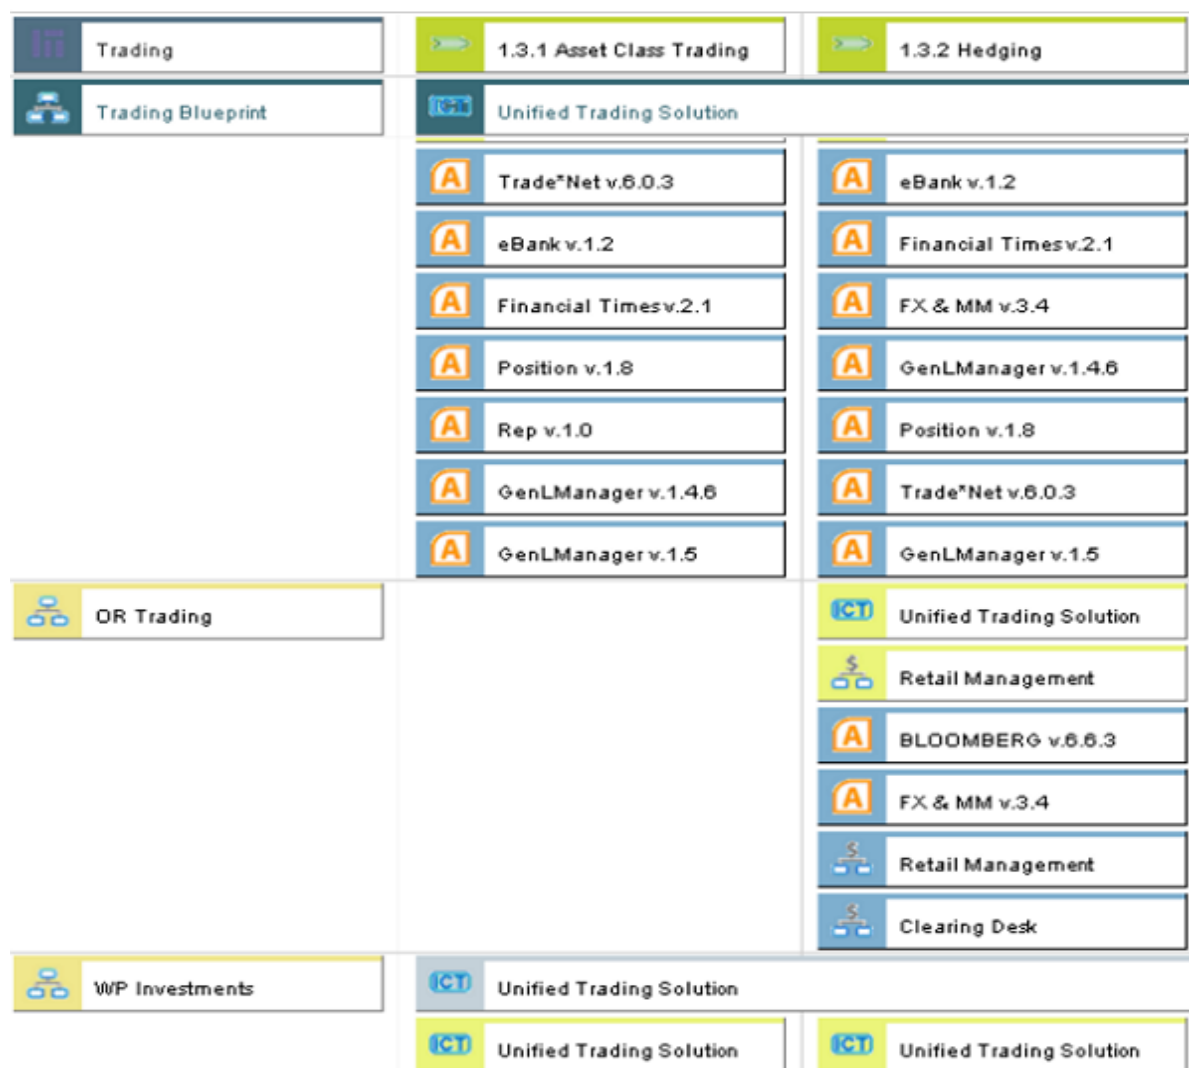 Trading
1.3.1 Asset Class Trading
1.3.2 Hedging
Trading Blueprint
ICT
Unified Trading Solution
A Trade*Net v.6.0.3
A eBank v.1.2
A eBank v.1.2
A Financial Times v.2.1
A Financial Times v.2.1
A FX & MM v.3.4
A Position v.1.8
A GenLManager v.1.4.6
A Rep v.1.0
A Position v.1.8
A GenLManager v.1.4.6
A Trade*Net v.6.0.3
A GenLManager v.1.5
A GenLManager v.1.5
OR Trading
ICT Unified Trading Solution
$ Retail Management
A BLOOMBERG v.6.6.3
A FX & MM v.3.4
$ Retail Management
$ Clearing Desk
WP Investments
ICT Unified Trading Solution
ICT Unified Trading Solution
ICT Unified Trading Solution